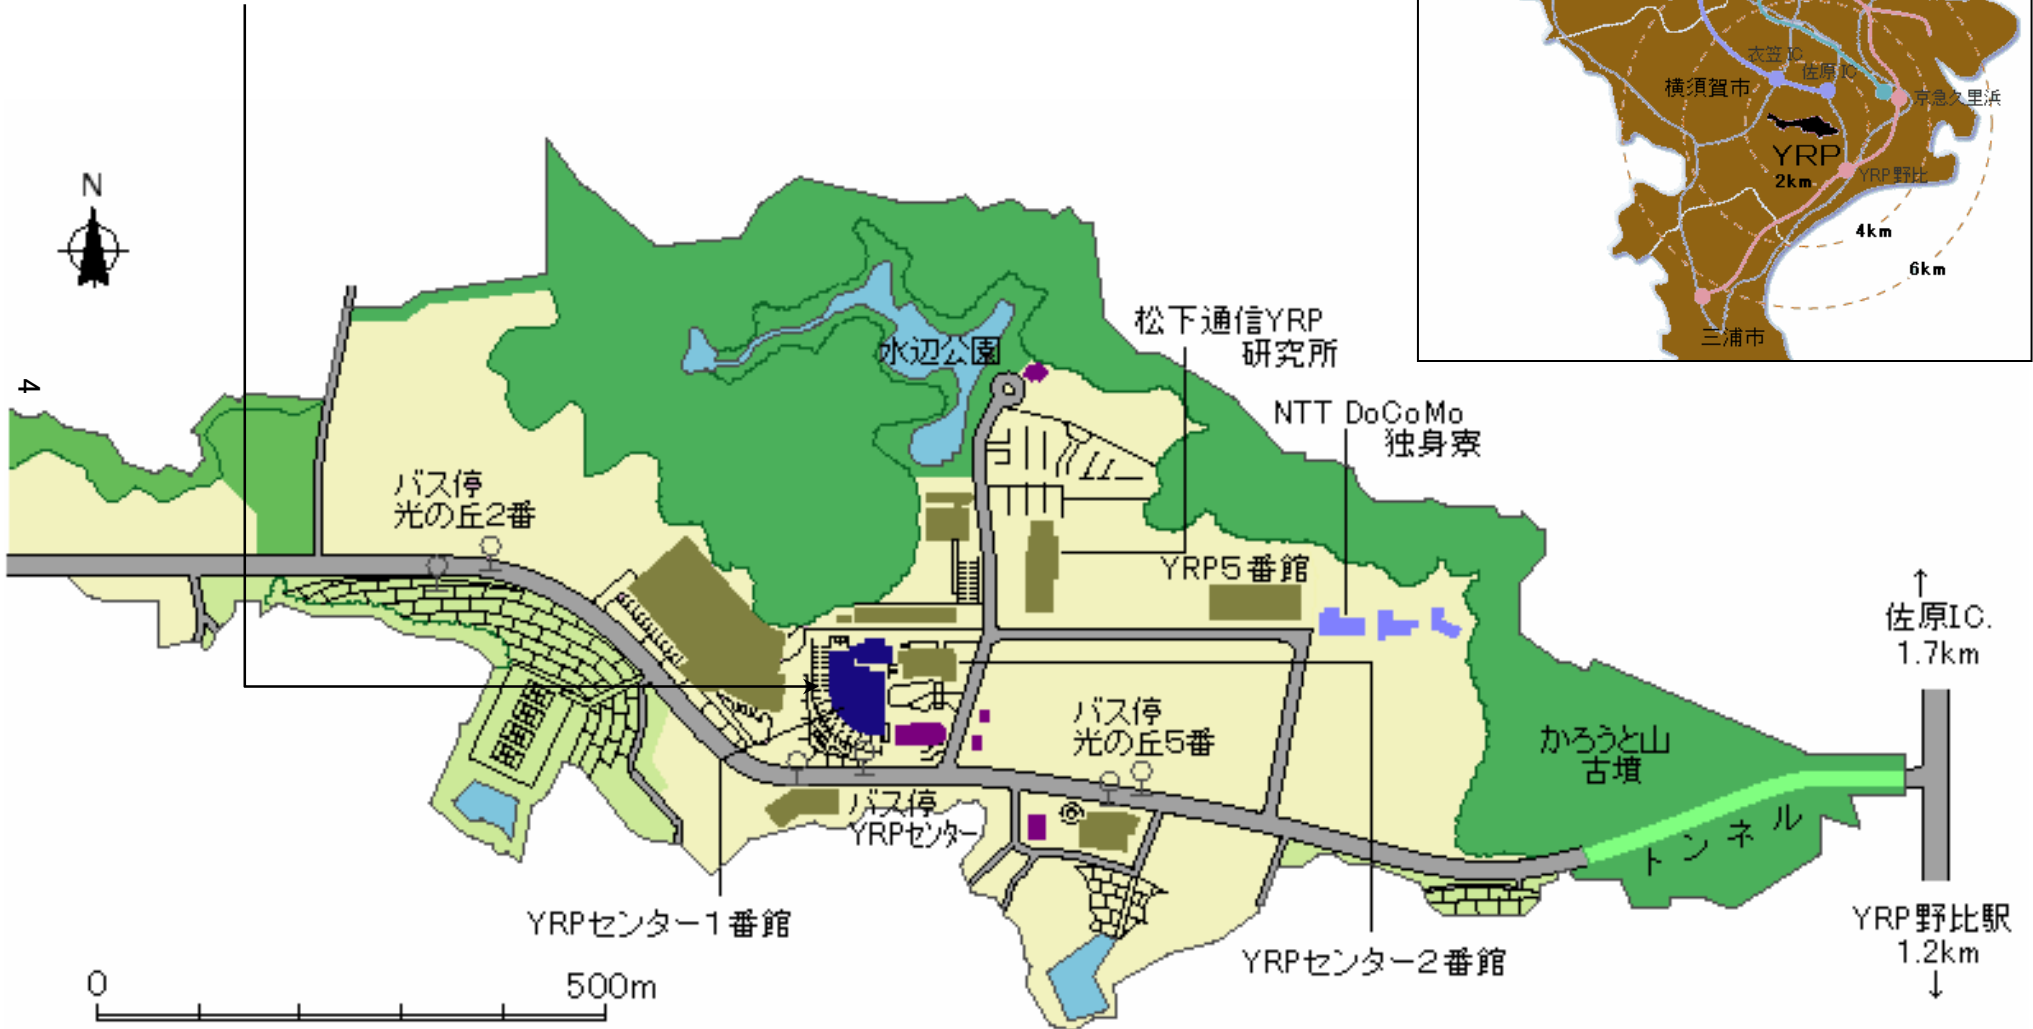 衣笠IC
佐原IC
横須賀市
京急久里浜
YRP
2km
YRP野比
4km
6km
三浦市
N
松下通信YRP
研究所
水辺公園
4
NTT DoCoMo
独身寮
バス停
光の丘2番
YRP5番館
↑
佐原IC.
1.7km
バス停
光の丘5番
かろうと山
古墳
バス停
YRPセンター
トンネル
YRPセンター1番館
YRP野比駅
1.2km
↓
YRPセンター2番館
0
500m